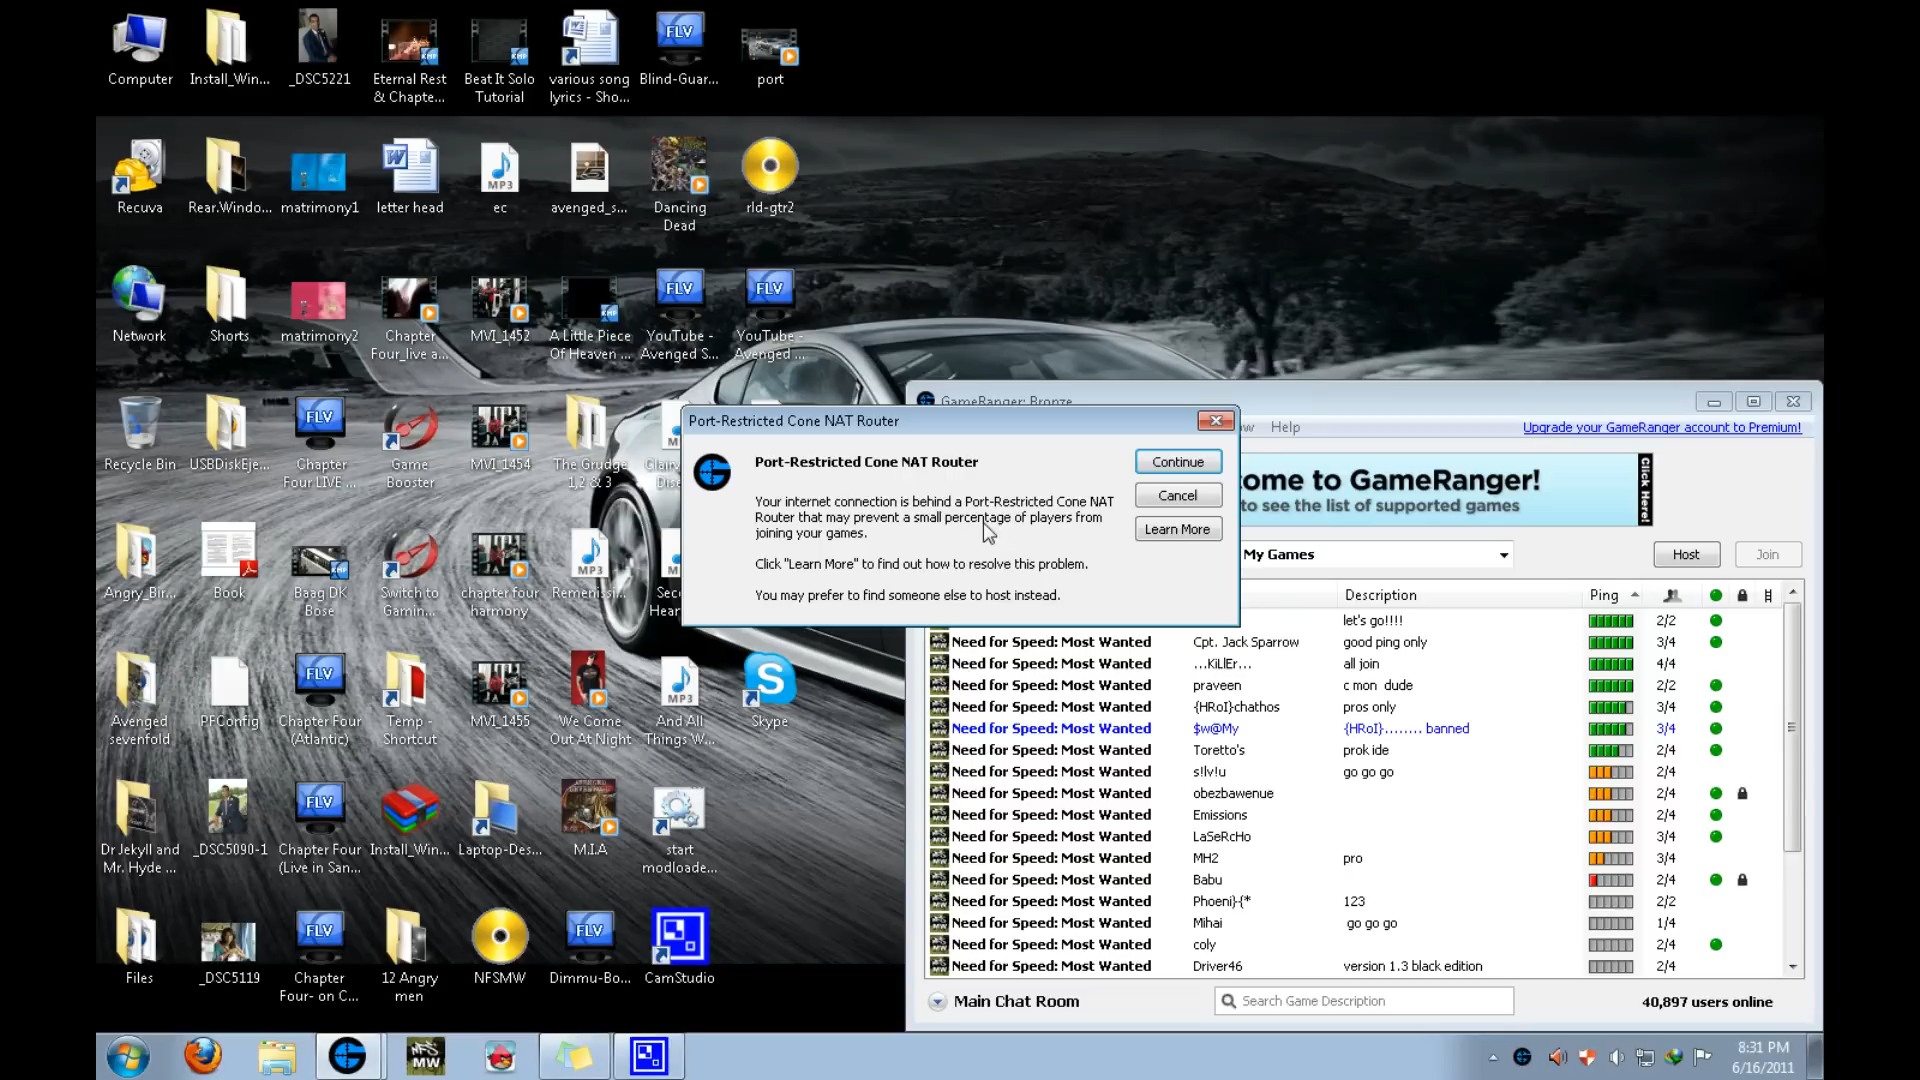 Computer
Install_Win...
_DSC5221
Eternal Rest
& Chapte...
Beat It Solo
Tutorial
various song
lyrics - Sho...
FLV
Blind-Guar...
port
Recuva
Rear.Windo...
matrimony1
letter head
MP3
ec
avenged_s...
Dancing
Dead
rld-gtr2
Network
Shorts
matrimony2
Chapter
Four_live a...
MVI_1452
A Little Piece
Of Heaven ...
FLV
YouTube -
Avenged S...
FLV
YouTube -
Avenged ...
Recycle Bin
USBDiskEje...
FLV
Chapter
Four LIVE ...
Game
Booster
MVI_1454
The Grudge
1,2 & 3
Angry_Bir...
Book
Baag DK
Bose
Switch to
Gamin...
chapter four
harmony
MP3
Avenged
sevenfold
PFConfig
FLV
Chapter Four
(Atlantic)
Temp -
Shortcut
MVI_1455
We Come
Out At Night
MP3
And All
Things W...
Skype
Dr Jekyll and
Mr. Hyde ...
_DSC5090-1
FLV
Chapter Four
(Live in San...
Install_Win...
Laptop-Des...
M.I.A
start
modloade...
Files
_DSC5119
FLV
Chapter
Four- on C...
12 Angry
men
NFSMW
FLV
Dimmu-Bo...
CamStudio
GameRanger: Bronze
Help
Upgrade your GameRanger account to Premium!
ome to GameRanger!
to see the list of supported games
Click Here!
My Games
Host
Join
Port-Restricted Cone NAT Router
Port-Restricted Cone NAT Router
Your internet connection is behind a Port-Restricted Cone NAT
Router that may prevent a small percentage of players from
joining your games.
Click "Learn More" to find out how to resolve this problem.
You may prefer to find someone else to host instead.
Continue
Cancel
Learn More
Description Ping
let's go!!!! 2/2
Need for Speed: Most Wanted Cpt. Jack Sparrow good ping only 3/4
Need for Speed: Most Wanted ...KiLlEr... all join 4/4
Need for Speed: Most Wanted praveen c mon dude 2/2
Need for Speed: Most Wanted {HRoI}chathos pros only 3/4
Need for Speed: Most Wanted $w@My {HRoI}........ banned 3/4
Need for Speed: Most Wanted Toretto's prok ide 2/4
Need for Speed: Most Wanted s!lv!u go go go 2/4
Need for Speed: Most Wanted obezbawenue 2/4
Need for Speed: Most Wanted Emissions 2/4
Need for Speed: Most Wanted LaSeRcHo 3/4
Need for Speed: Most Wanted MH2 pro 3/4
Need for Speed: Most Wanted Babu 2/4
Need for Speed: Most Wanted Phoeni}{* 123 2/2
Need for Speed: Most Wanted Mihai go go go 1/4
Need for Speed: Most Wanted coly 2/4
Need for Speed: Most Wanted Driver46 version 1.3 black edition 2/4
Main Chat Room
Search Game Description
40,897 users online
NFS
MW
8:31 PM
6/16/2011